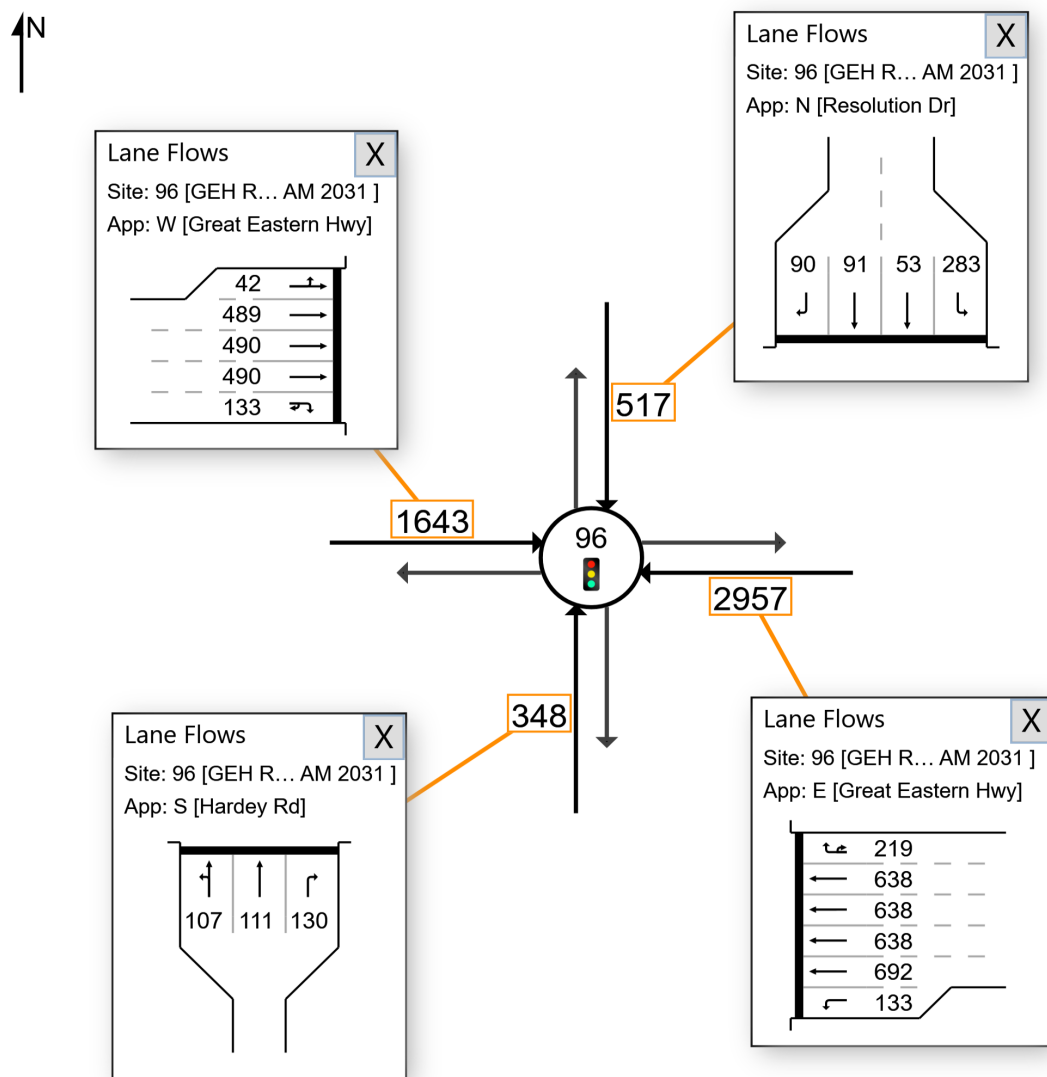 N
Lane Flows
X
Site: 96 [GEH R... AM 2031 ]
App: N [Resolution Dr]
90 91 53 283
Lane Flows
X
Site: 96 [GEH R... AM 2031 ]
App: W [Great Eastern Hwy]
42
489
490
490
133
517
1643
96
2957
348
Lane Flows
X
Site: 96 [GEH R... AM 2031 ]
App: S [Hardey Rd]
107 111 130
Lane Flows
X
Site: 96 [GEH R... AM 2031 ]
App: E [Great Eastern Hwy]
219
638
638
638
692
133